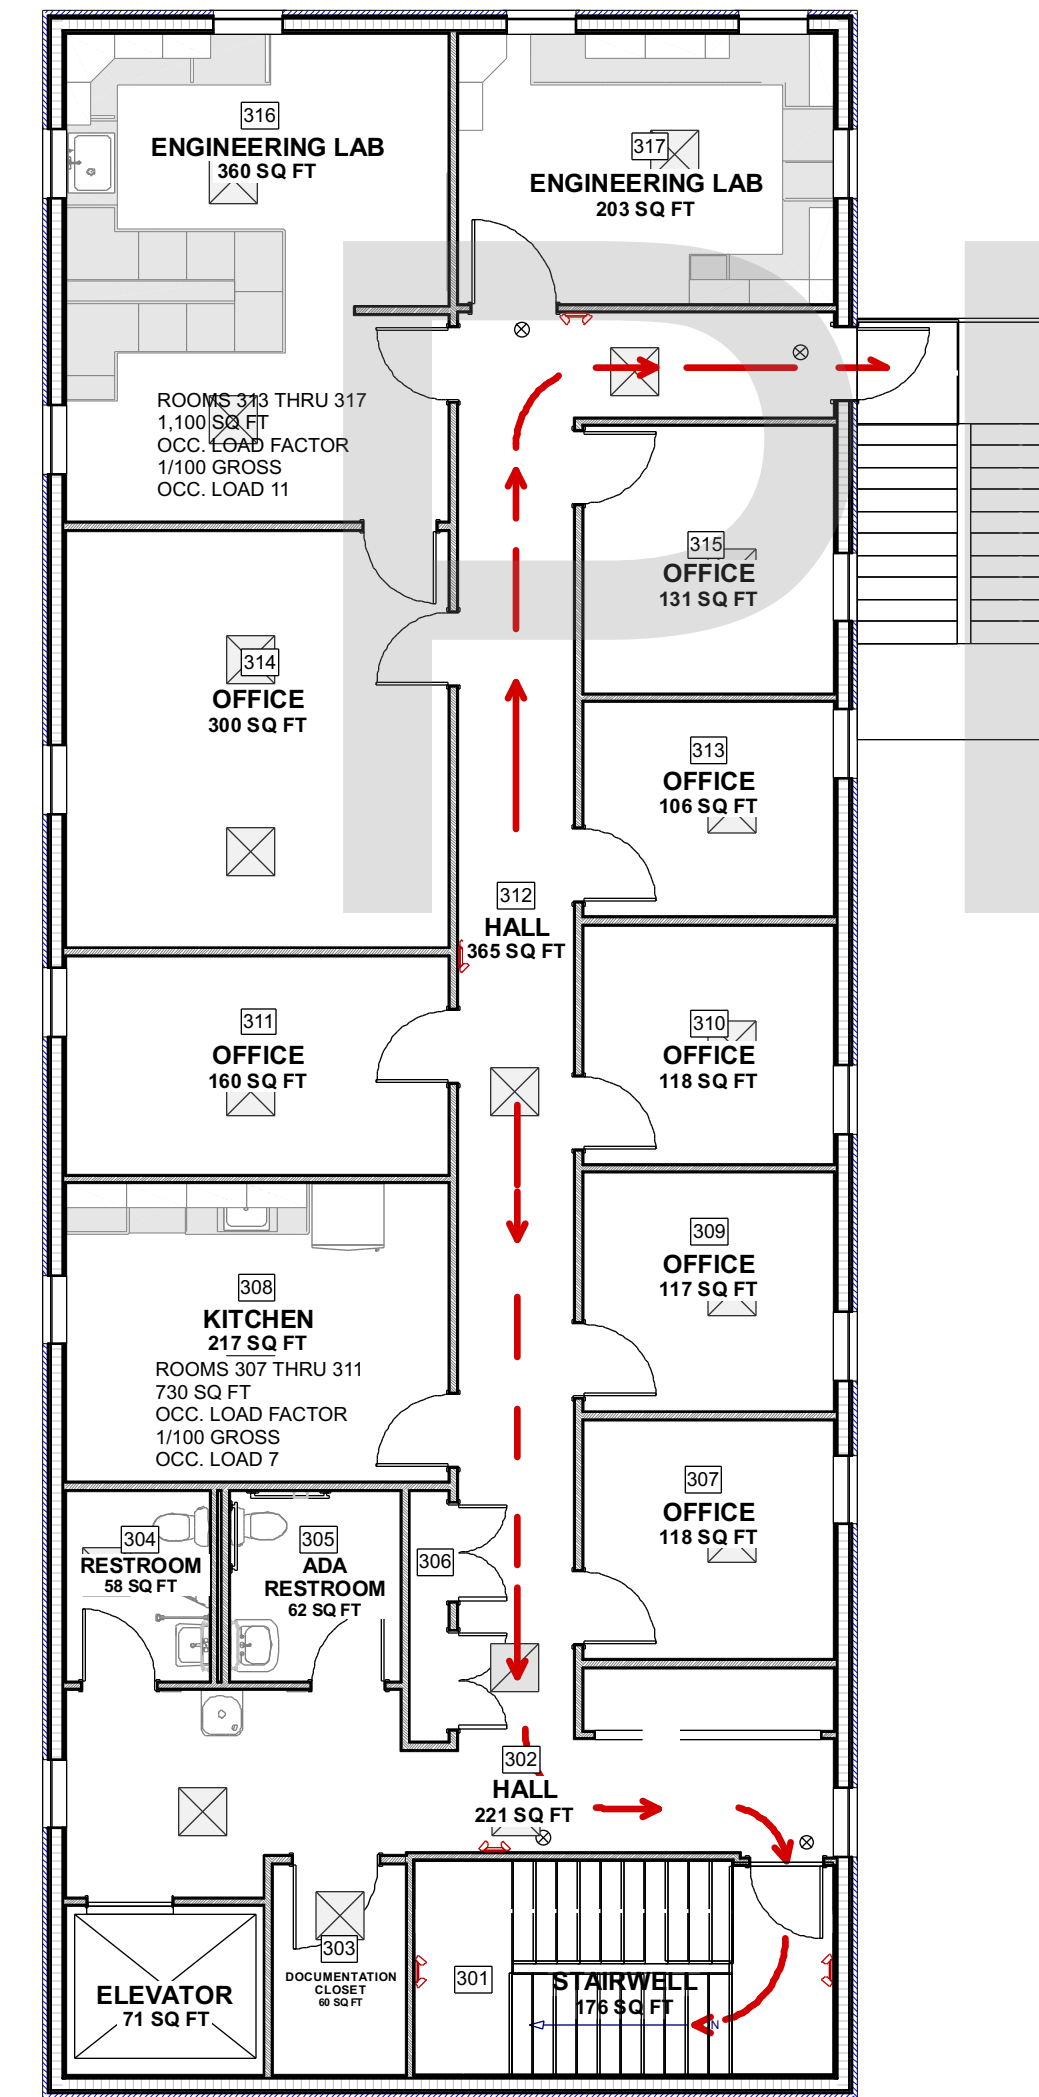 316
ENGINEERING LAB
360 SQ FT
317
ENGINEERING LAB
203 SQ FT
ROOMS 313 THRU 317
1,100 SQ FT
OCC. LOAD FACTOR
1/100 GROSS
OCC. LOAD 11
315
OFFICE
131 SQ FT
314
OFFICE
300 SQ FT
313
OFFICE
106 SQ FT
312
HALL
365 SQ FT
311
OFFICE
160 SQ FT
310
OFFICE
118 SQ FT
309
OFFICE
117 SQ FT
308
KITCHEN
217 SQ FT
ROOMS 307 THRU 311
730 SQ FT
OCC. LOAD FACTOR
1/100 GROSS
OCC. LOAD 7
307
OFFICE
118 SQ FT
304
RESTROOM
58 SQ FT
305
ADA
RESTROOM
62 SQ FT
306
302
HALL
221 SQ FT
303
DOCUMENTATION
CLOSET
60 SQ FT
301
STAIRWELL
176 SQ FT
ELEVATOR
71 SQ FT